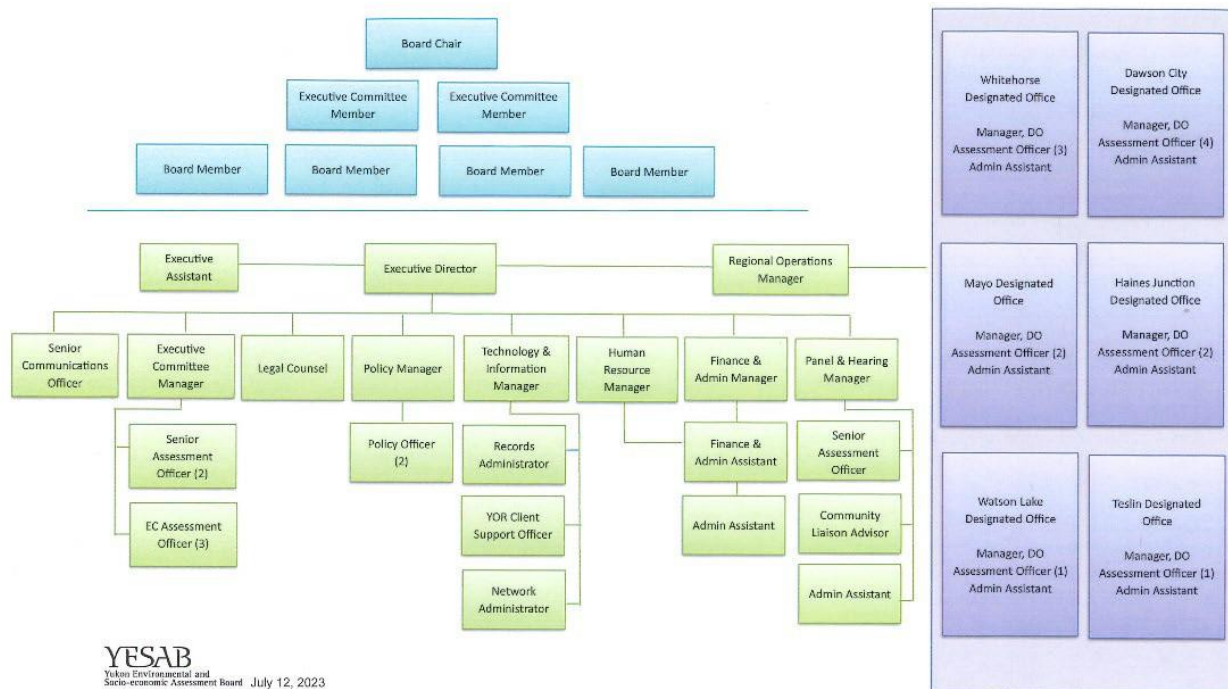 Board Chair
Executive Committee
Member
Executive Committee
Member
Board Member
Board Member
Board Member
Board Member
Executive
Assistant
Executive Director
Regional Operations
Manager
Senior
Communications
Officer
Executive
Committee
Manager
Legal Counsel
Policy Manager
Technology &
Information
Manager
Human
Resource
Manager
Finance &
Admin Manager
Panel & Hearing
Manager
Senior
Assessment
Officer (2)
EC Assessment
Officer (3)
Policy Officer
(2)
Records
Administrator
YOR Client
Support Officer
Network
Administrator
Finance &
Admin Assistant
Admin Assistant
Senior
Assessment
Officer
Community
Liaison Advisor
Admin Assistant
Whitehorse
Designated Office
Manager, DO
Assessment Officer (3)
Admin Assistant
Dawson City
Designated Office
Manager, DO
Assessment Officer (4)
Admin Assistant
Mayo Designated
Office
Manager, DO
Assessment Officer (2)
Admin Assistant
Haines Junction
Designated Office
Manager, DO
Assessment Officer (2)
Admin Assistant
Watson Lake
Designated Office
Manager, DO
Assessment Officer (1)
Admin Assistant
Teslin Designated
Office
Manager, DO
Assessment Officer (1)
Admin Assistant
YESAB
Yukon Environmental and
Socio-economic Assessment Board July 12, 2023